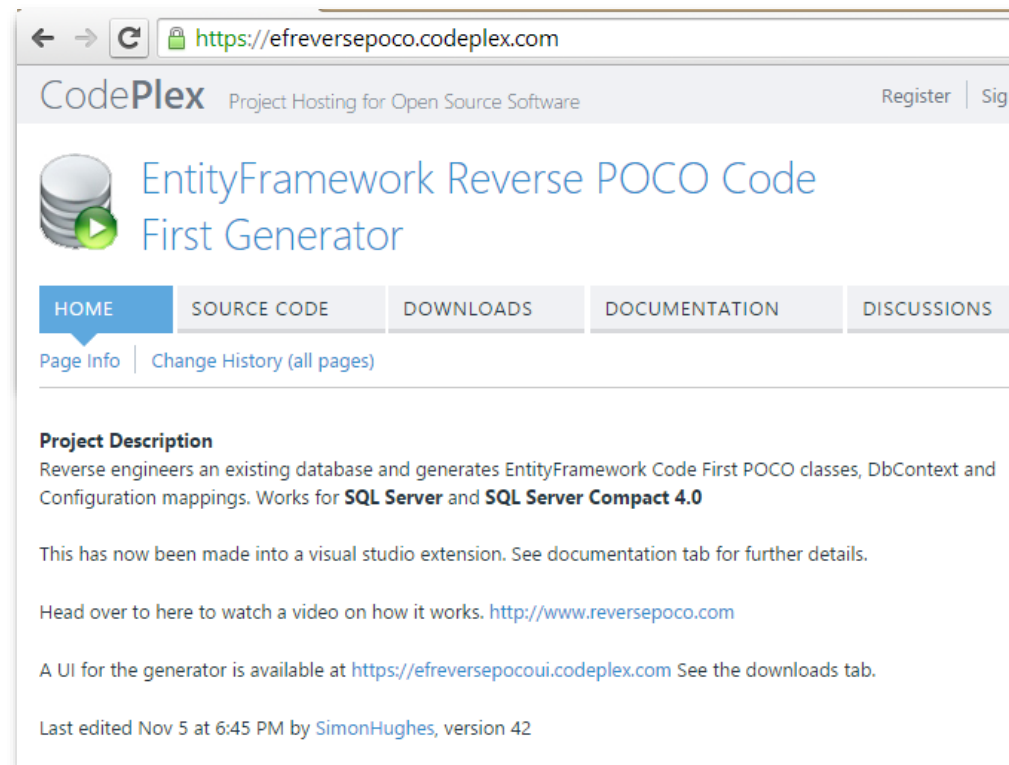 https://efreversepoco.codeplex.com
CodePlex Project Hosting for Open Source Software Register
EntityFramework Reverse POCO Code
First Generator
HOME SOURCE CODE DOWNLOADS DOCUMENTATION DISCUSSIONS
Page Info Change History (all pages)
Project Description
Reverse engineers an existing database and generates EntityFramework Code First POCO classes, DbContext and
Configuration mappings. Works for SQL Server and SQL Server Compact 4.0
This has now been made into a visual studio extension. See documentation tab for further details.
Head over to here to watch a video on how it works. http://www.reversepoco.com
A UI for the generator is available at https://efreversepocoui.codeplex.com See the downloads tab.
Last edited Nov 5 at 6:45 PM by SimonHughes, version 42